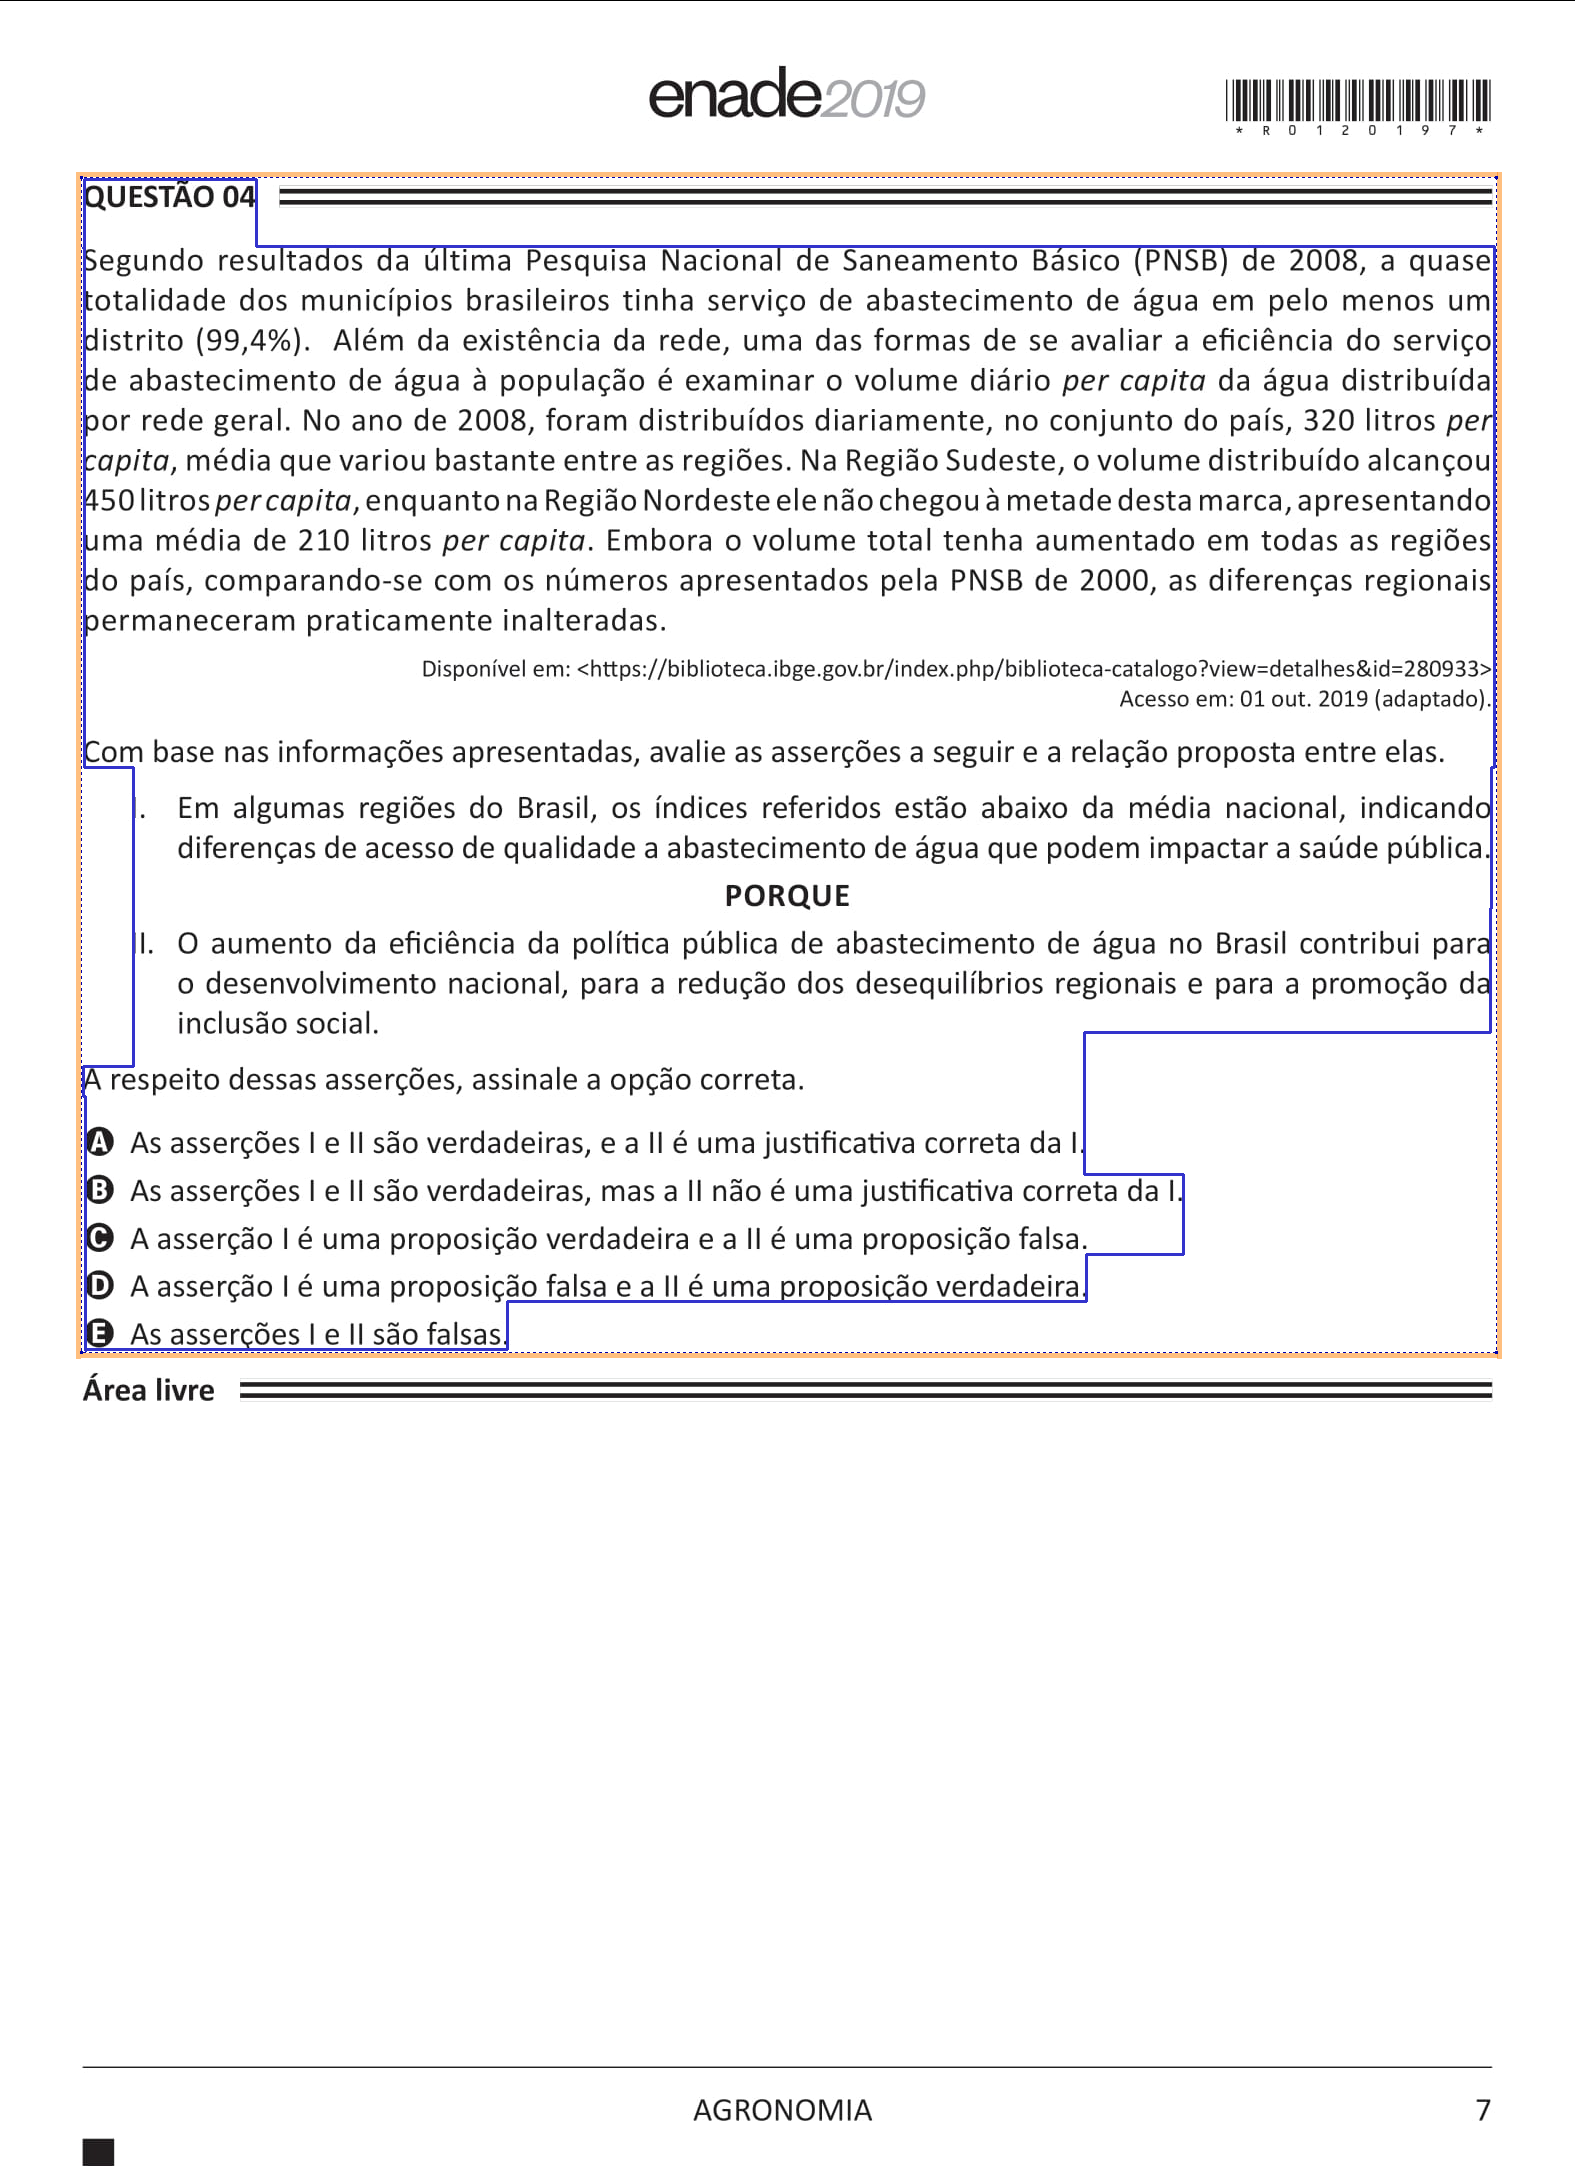 enade2019
*R0120197*
QUESTÃO 04
Segundo resultados da última Pesquisa Nacional de Saneamento Básico (PNSB) de 2008, a quase
totalidade dos municípios brasileiros tinha serviço de abastecimento de água em pelo menos um
distrito (99,4%). Além da existência da rede, uma das formas de se avaliar a eficiência do serviço
de abastecimento de água à população é examinar o volume diário per capita da água distribuída
por rede geral. No ano de 2008, foram distribuídos diariamente, no conjunto do país, 320 litros per
capita, média que variou bastante entre as regiões. Na Região Sudeste, o volume distribuído alcançou
450 litros per capita, enquanto na Região Nordeste ele não chegou à metade desta marca, apresentando
uma média de 210 litros per capita. Embora o volume total tenha aumentado em todas as regiões
do país, comparando-se com os números apresentados pela PNSB de 2000, as diferenças regionais
permaneceram praticamente inalteradas.
Disponível em: <https://biblioteca.ibge.gov.br/index.php/biblioteca-catalogo?view=detalhes&id=280933>
Acesso em: 01 out. 2019 (adaptado).
Com base nas informações apresentadas, avalie as asserções a seguir e a relação proposta entre elas.
I. Em algumas regiões do Brasil, os índices referidos estão abaixo da média nacional, indicando
diferenças de acesso de qualidade a abastecimento de água que podem impactar a saúde pública.
PORQUE
II. O aumento da eficiência da política pública de abastecimento de água no Brasil contribui para
o desenvolvimento nacional, para a redução dos desequilíbrios regionais e para a promoção da
inclusão social.
A respeito dessas asserções, assinale a opção correta.
A As asserções I e II são verdadeiras, e a II é uma justificativa correta da I.
B As asserções I e II são verdadeiras, mas a II não é uma justificativa correta da I.
C A asserção I é uma proposição verdadeira e a II é uma proposição falsa.
D A asserção I é uma proposição falsa e a II é uma proposição verdadeira.
E As asserções I e II são falsas.
Área livre
AGRONOMIA
7